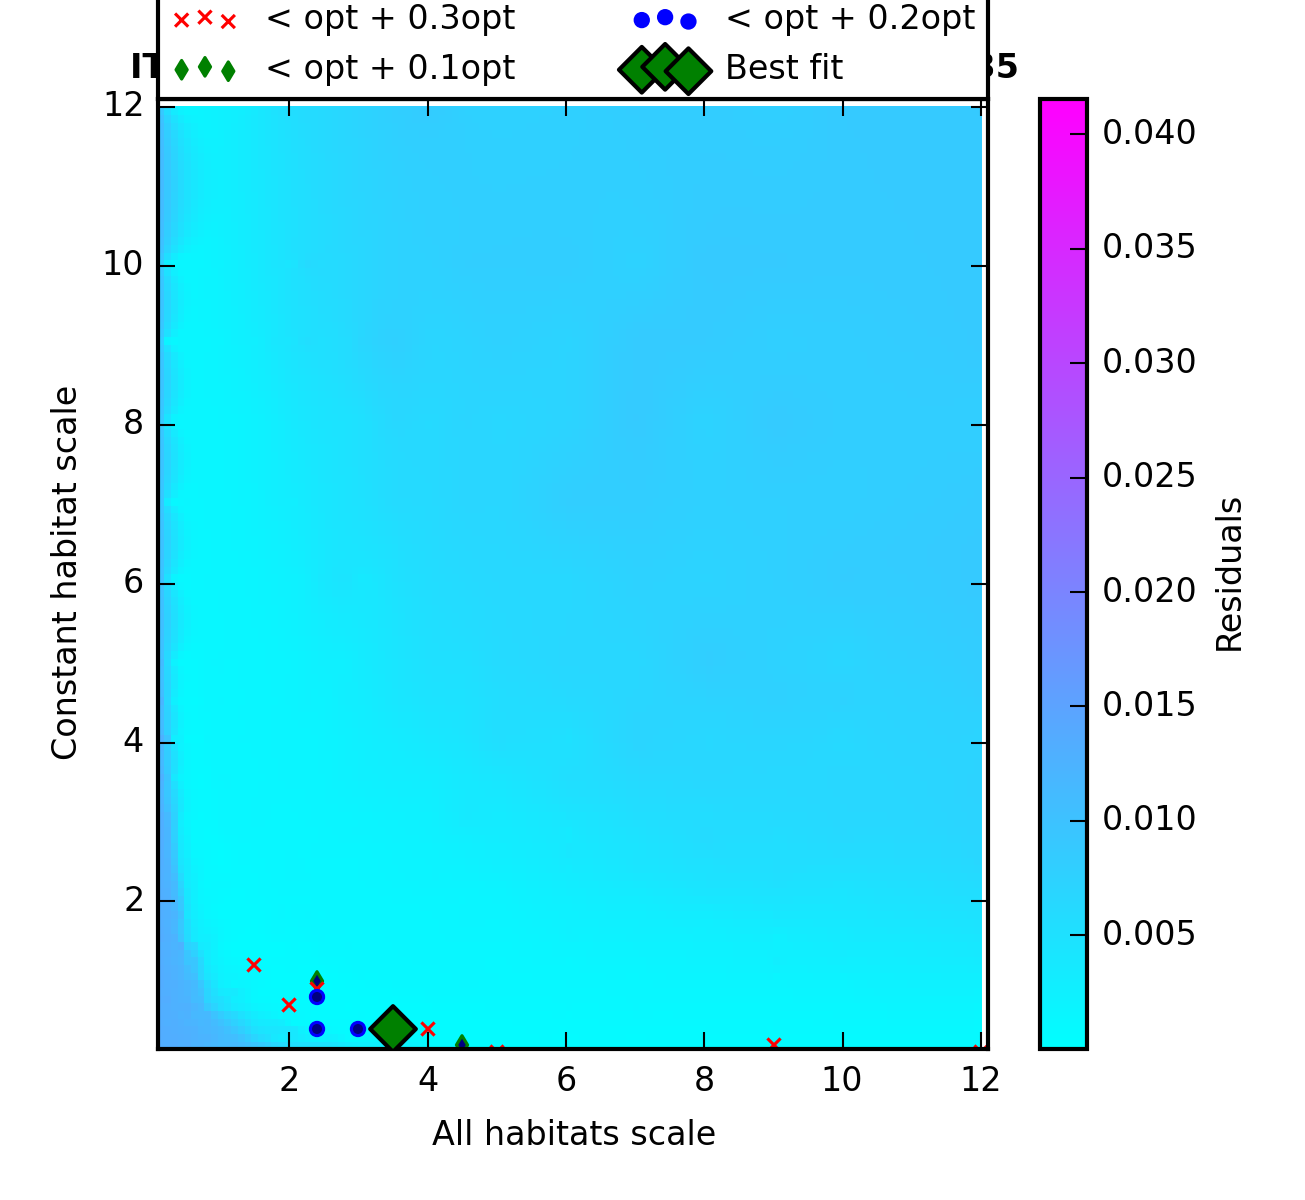 < opt + 0.3opt
< opt + 0.2opt
< opt + 0.1opt
Best fit
12
10
8
6
4
2
Constant habitat scale
2 4 6 8 10 12
All habitats scale
0.040
0.035
0.030
0.025
0.020
0.015
0.010
0.005
Residuals